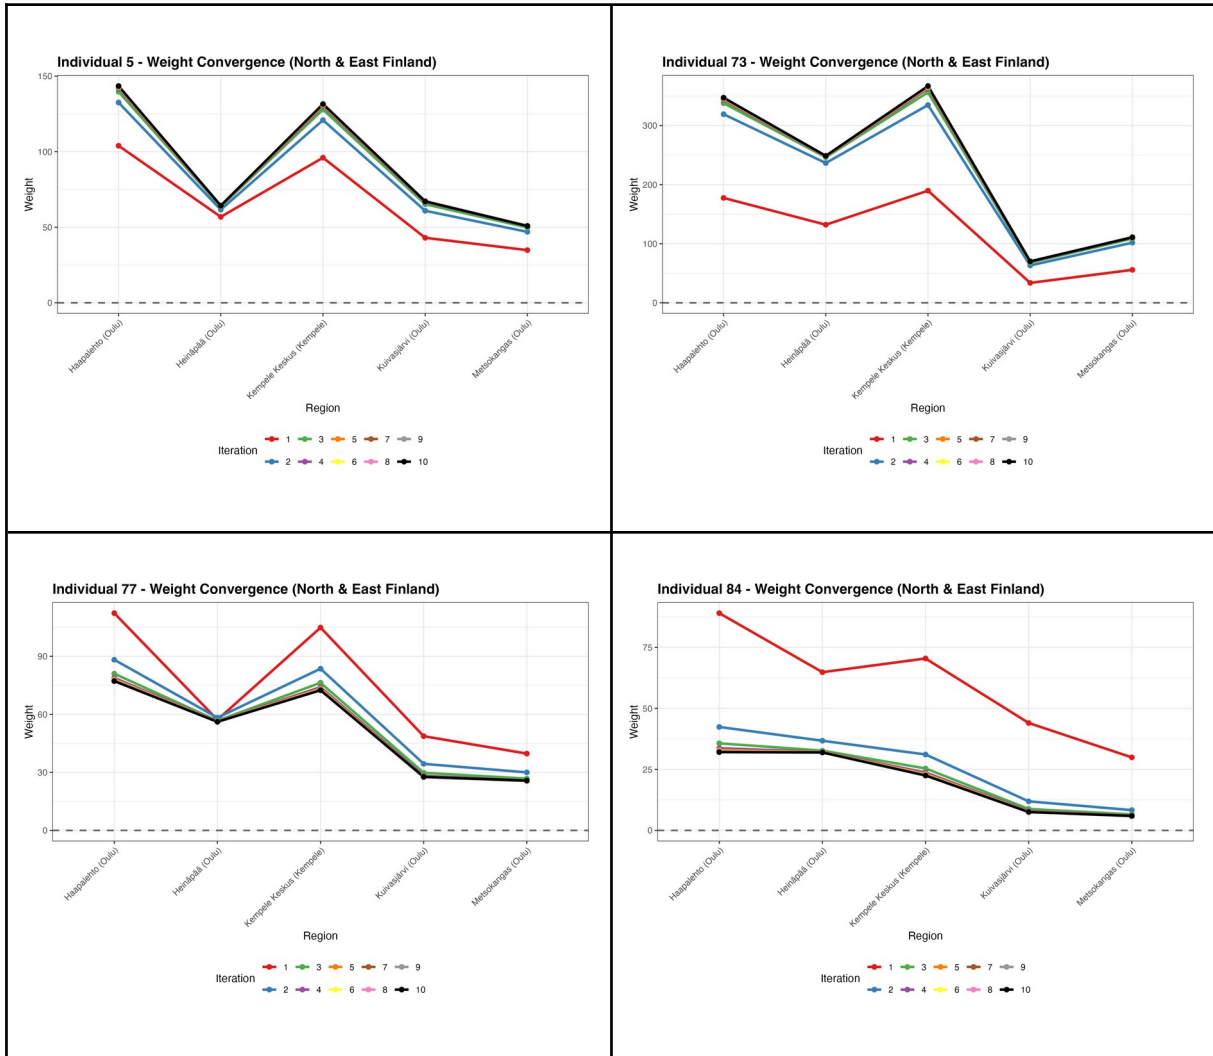 Individual 5 - Weight Convergence (North & East Finland)
150
100
50
0
Weight
Haapalehto (Oulu)
Heinäpää (Oulu)
Kempele Keskus (Kempele)
Kuivasjärvi (Oulu)
Metsokangas (Oulu)
Region
Iteration
1 3 5 7 9
2 4 6 8 10
Individual 73 - Weight Convergence (North & East Finland)
300
200
100
0
Weight
Haapalehto (Oulu)
Heinäpää (Oulu)
Kempele Keskus (Kempele)
Kuivasjärvi (Oulu)
Metsokangas (Oulu)
Region
Iteration
1 3 5 7 9
2 4 6 8 10
Individual 77 - Weight Convergence (North & East Finland)
90
60
30
0
Weight
Haapalehto (Oulu)
Heinäpää (Oulu)
Kempele Keskus (Kempele)
Kuivasjärvi (Oulu)
Metsokangas (Oulu)
Region
Iteration
1 3 5 7 9
2 4 6 8 10
Individual 84 - Weight Convergence (North & East Finland)
75
50
25
0
Weight
Haapalehto (Oulu)
Heinäpää (Oulu)
Kempele Keskus (Kempele)
Kuivasjärvi (Oulu)
Metsokangas (Oulu)
Region
Iteration
1 3 5 7 9
2 4 6 8 10